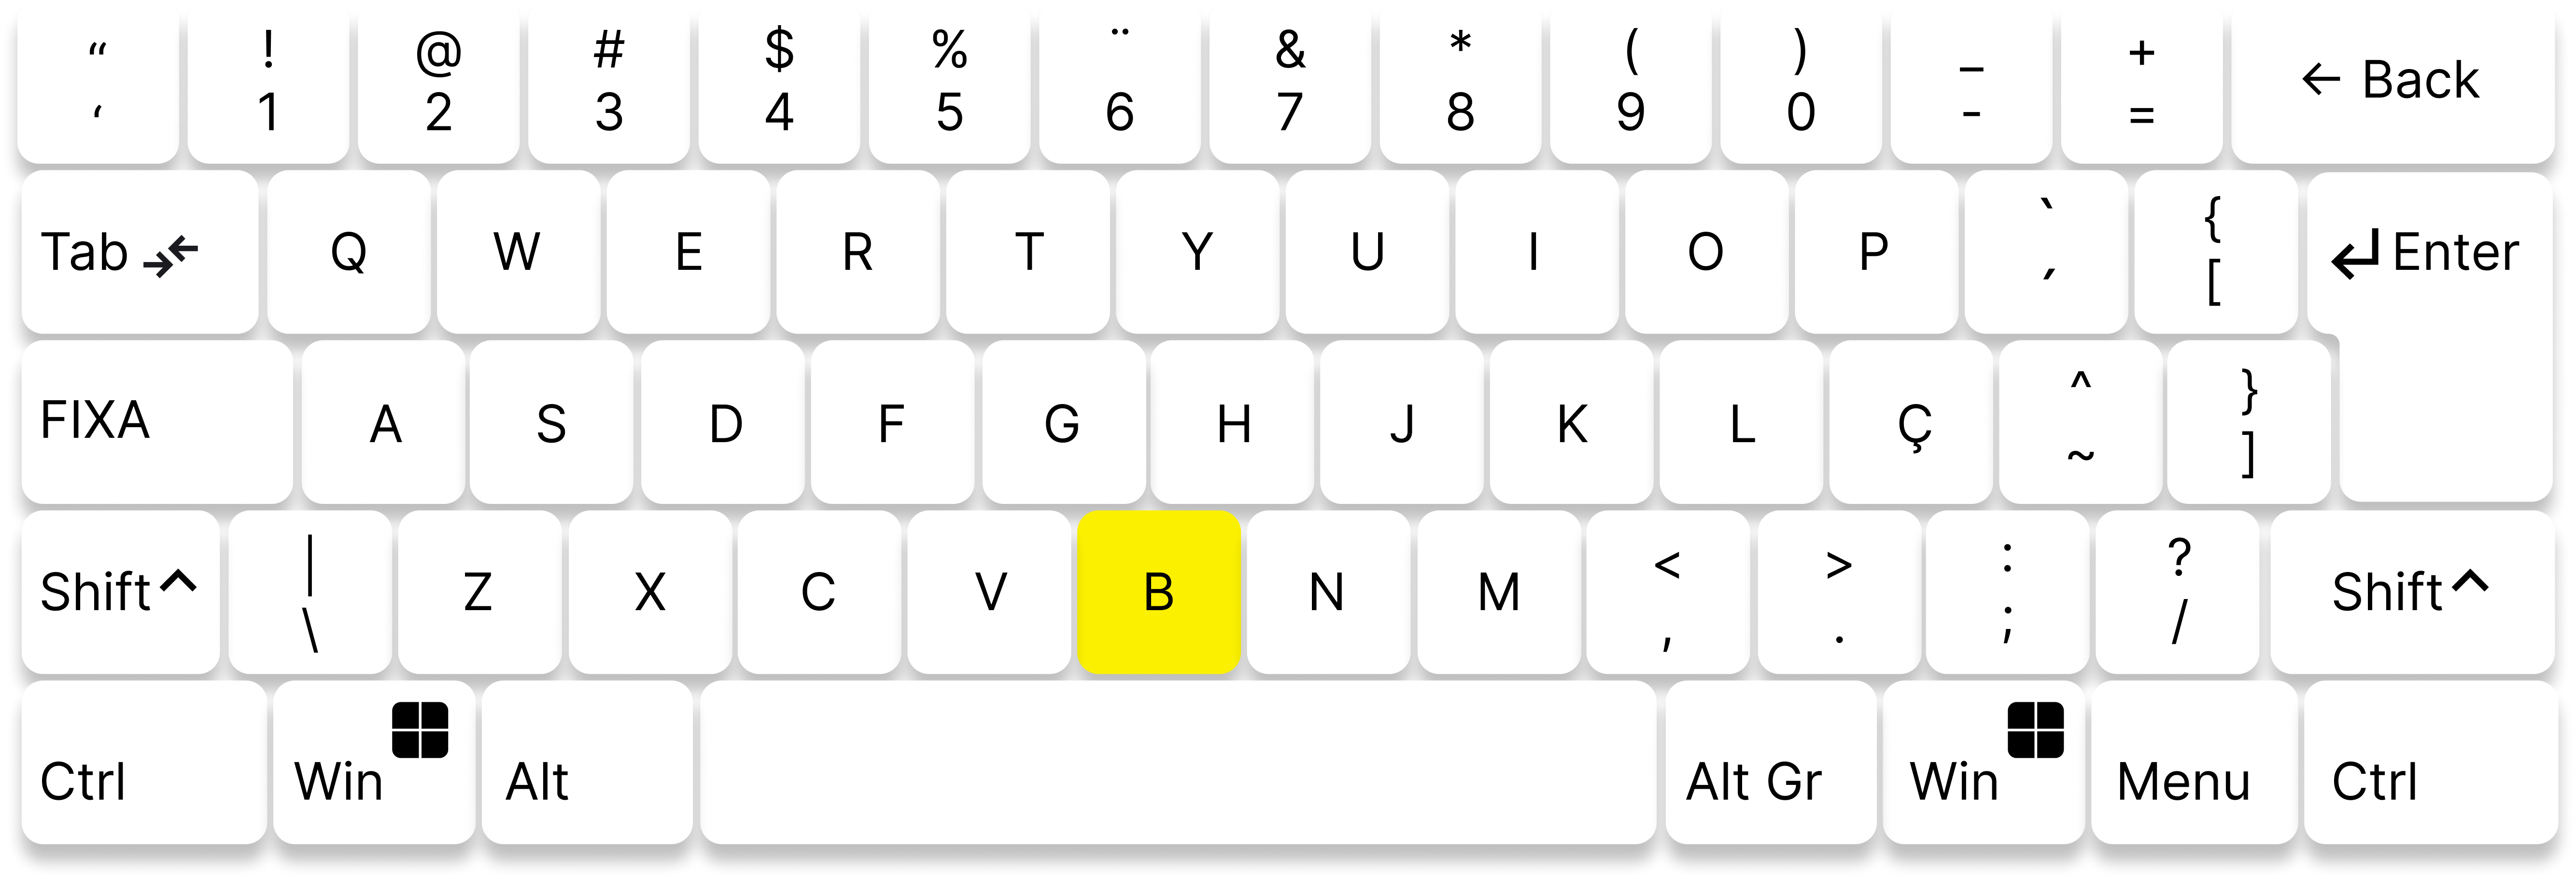 “ ! @ # $ % ¨ & * ( ) _ + ← Back
‘ 1 2 3 4 5 6 7 8 9 0 - =
Tab Q W E R T Y U I O P ` { Enter
´ [
FIXA A S D F G H J K L Ç ^ }
~ ]
Shift | Z X C V B N M < > : ? Shift
\ , . ; /
Ctrl Win Alt Alt Gr Win Menu Ctrl